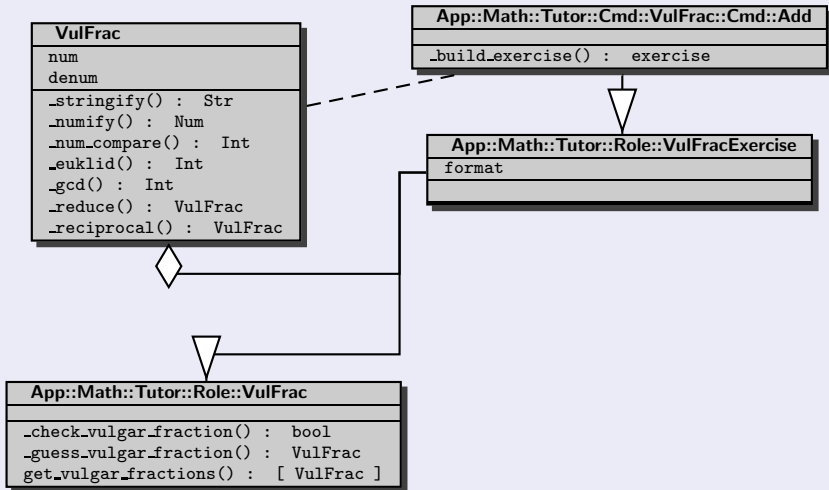 VulFrac
num
denum
_stringify() : Str
_numify() : Num
_num_compare() : Int
_euklid() : Int
_gcd() : Int
_reduce() : VulFrac
_reciprocal() : VulFrac
App::Math::Tutor::Cmd::VulFrac::Cmd::Add
_build_exercise() : exercise
App::Math::Tutor::Role::VulFracExercise
format
App::Math::Tutor::Role::VulFrac
_check_vulgar_fraction() : bool
_guess_vulgar_fraction() : VulFrac
get_vulgar_fractions() : [ VulFrac ]